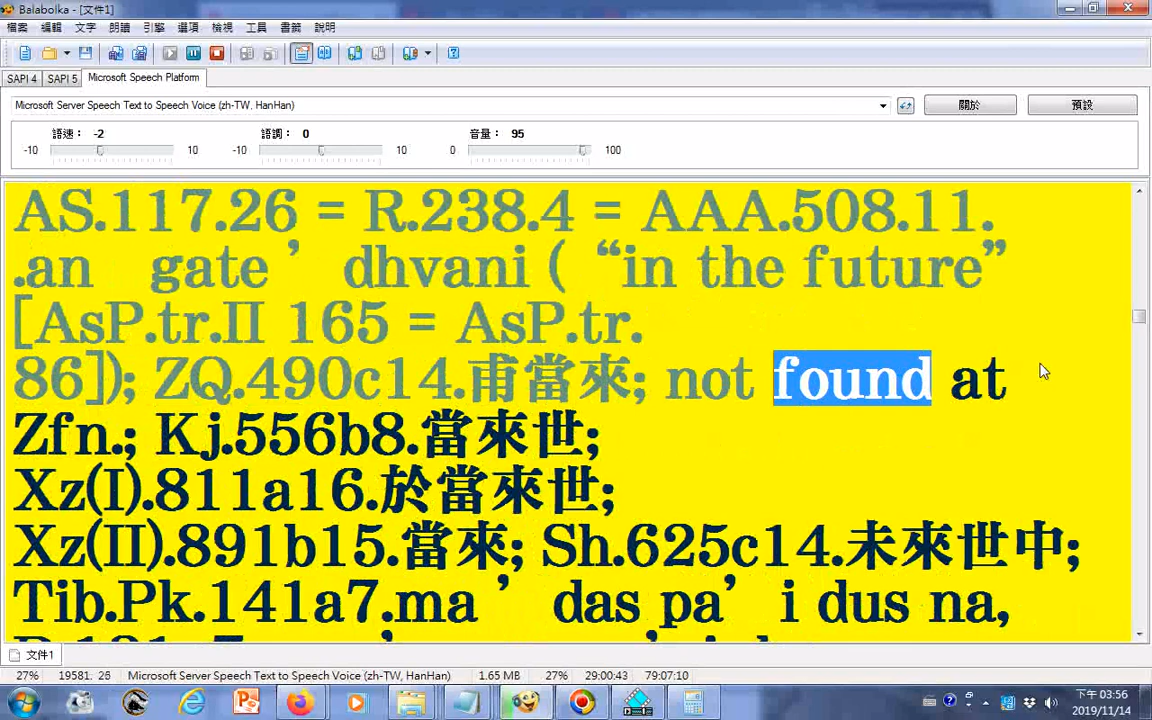 Balabolka - [文件1]
檔案 編輯 文字 朗讀 引擎 選項 檢視 工具 書籤 說明
SAPI 4 SAPI 5 Microsoft Speech Platform
Microsoft Server Speech Text to Speech Voice (zh-TW, HanHan) 關於 預設
語速： -2 語調： 0 音量： 95
-10 10 -10 10 0 100
AS.117.26 = R.238.4 = AAA.508.11.
.an gate’ dhvani (“in the future”
[AsP.tr.II 165 = AsP.tr.
86]); ZQ.490c14.甫當來; not found at
Zfn.; Kj.556b8.當來世;
Xz(I).811a16.於當來世;
Xz(II).891b15.當來; Sh.625c14.未來世中;
Tib.Pk.141a7.ma ’ das pa’ i dus na,
文件1
27% 19581. 26 Microsoft Server Speech Text to Speech Voice (zh-TW, HanHan) 1.65 MB 27% 29:00:43 79:07:10
下午 03:56
2019/11/14